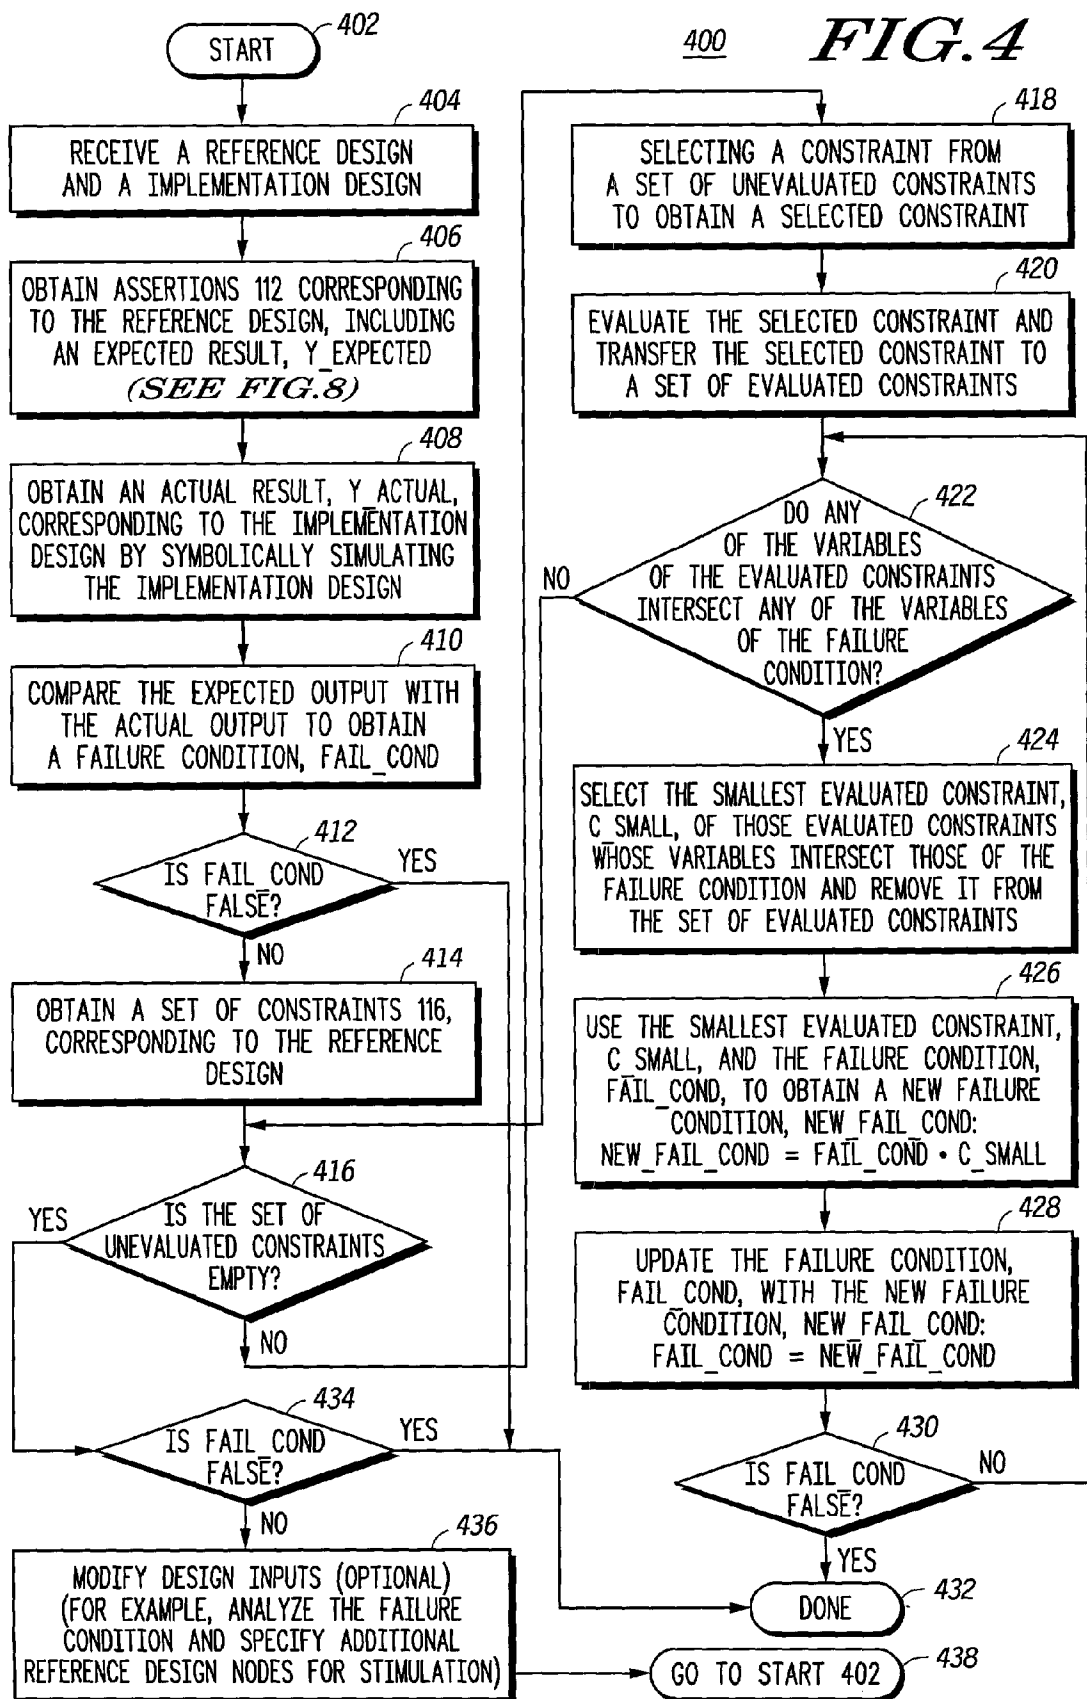 400
FIG.4
402
START
404
RECEIVE A REFERENCE DESIGN
AND A IMPLEMENTATION DESIGN
406
OBTAIN ASSERTIONS 112 CORRESPONDING
TO THE REFERENCE DESIGN, INCLUDING
AN EXPECTED RESULT, Y_EXPECTED
(SEE FIG.8)
408
OBTAIN AN ACTUAL RESULT, Y_ACTUAL,
CORRESPONDING TO THE IMPLEMENTATION
DESIGN BY SYMBOLICALLY SIMULATING
THE IMPLEMENTATION DESIGN
410
COMPARE THE EXPECTED OUTPUT WITH
THE ACTUAL OUTPUT TO OBTAIN
A FAILURE CONDITION, FAIL_COND
412
IS FAIL_COND
FALSE?
YES
NO
414
OBTAIN A SET OF CONSTRAINTS 116,
CORRESPONDING TO THE REFERENCE
DESIGN
416
IS THE SET OF
UNEVALUATED CONSTRAINTS
EMPTY?
YES
NO
434
IS FAIL_COND
FALSE?
YES
NO
436
MODIFY DESIGN INPUTS (OPTIONAL)
(FOR EXAMPLE, ANALYZE THE FAILURE
CONDITION AND SPECIFY ADDITIONAL
REFERENCE DESIGN NODES FOR STIMULATION)
418
SELECTING A CONSTRAINT FROM
A SET OF UNEVALUATED CONSTRAINTS
TO OBTAIN A SELECTED CONSTRAINT
420
EVALUATE THE SELECTED CONSTRAINT AND
TRANSFER THE SELECTED CONSTRAINT TO
A SET OF EVALUATED CONSTRAINTS
422
DO ANY
OF THE VARIABLES
OF THE EVALUATED CONSTRAINTS
INTERSECT ANY OF THE VARIABLES
OF THE FAILURE
CONDITION?
NO
YES
424
SELECT THE SMALLEST EVALUATED CONSTRAINT,
C_SMALL, OF THOSE EVALUATED CONSTRAINTS
WHOSE VARIABLES INTERSECT THOSE OF THE
FAILURE CONDITION AND REMOVE IT FROM
THE SET OF EVALUATED CONSTRAINTS
426
USE THE SMALLEST EVALUATED CONSTRAINT,
C_SMALL, AND THE FAILURE CONDITION,
FAIL_COND, TO OBTAIN A NEW FAILURE
CONDITION, NEW_FAIL_COND:
NEW_FAIL_COND = FAIL_COND • C_SMALL
428
UPDATE THE FAILURE CONDITION,
FAIL_COND, WITH THE NEW FAILURE
CONDITION, NEW_FAIL_COND:
FAIL_COND = NEW_FAIL_COND
430
IS FAIL_COND
FALSE?
NO
YES
432
DONE
438
GO TO START 402